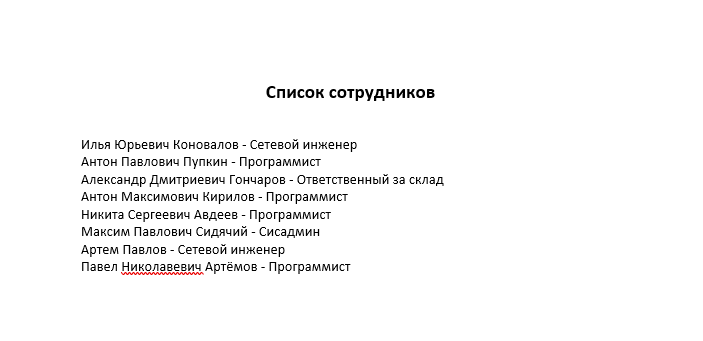 Список сотрудников
Илья Юрьевич Коновалов - Сетевой инженер
Антон Павлович Пупкин - Программист
Александр Дмитриевич Гончаров - Ответственный за склад
Антон Максимович Кирилов - Программист
Никита Сергеевич Авдеев - Программист
Максим Павлович Сидячий - Сисадмин
Артем Павлов - Сетевой инженер
Павел Николавевич Артёмов - Программист